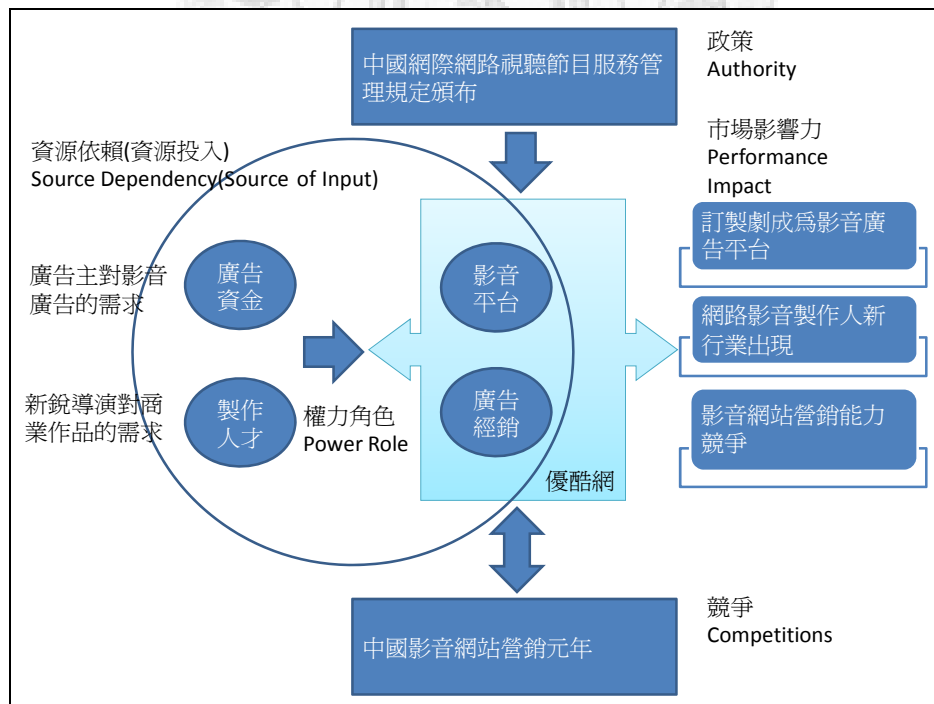 中國網際網路視聽節目服務管
理規定頒布
政策
Authority
資源依賴(資源投入)
Source Dependency(Source of Input)
市場影響力
Performance
Impact
廣告主對影音
廣告的需求
廣告
資金
影音
平台
訂製劇成爲影音廣
告平台
網路影音製作人新
行業出現
新銳導演對商
業作品的需求
製作
人才
權力角色
Power Role
廣告
經銷
影音網站營銷能力
競爭
優酷網
中國影音網站營銷元年
競爭
Competitions